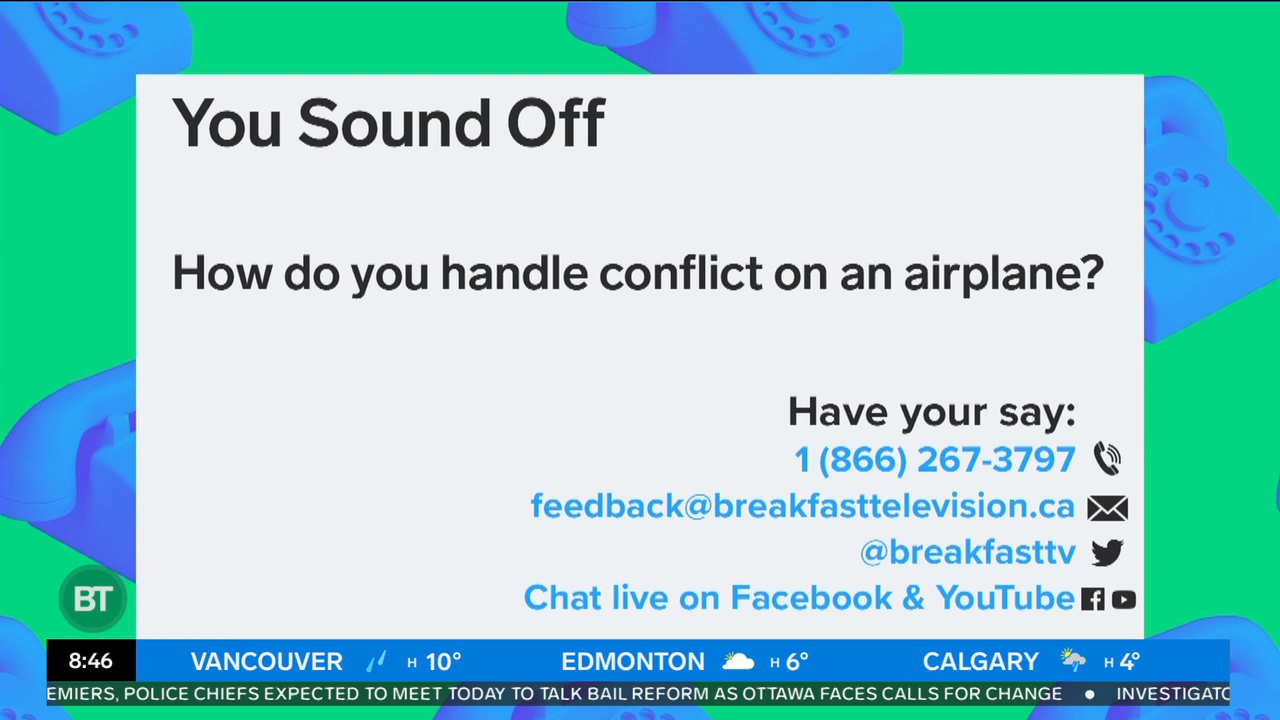 You Sound Off
How do you handle conflict on an airplane?
Have your say:
1 (866) 267-3797
feedback@breakfasttelevision.ca
@breakfasttv
Chat live on Facebook & YouTube
BT
8:46 VANCOUVER H 10° EDMONTON H 6° CALGARY H 4°
EMIERS, POLICE CHIEFS EXPECTED TO MEET TODAY TO TALK BAIL REFORM AS OTTAWA FACES CALLS FOR CHANGE • INVESTIGATO